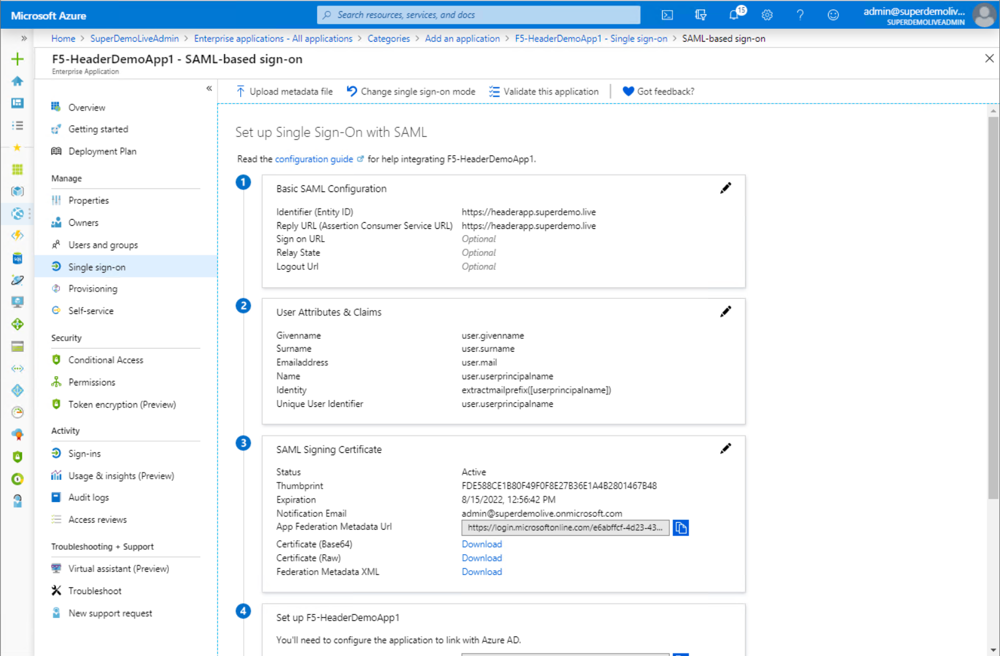 Microsoft Azure
Search resources, services, and docs
15
admin@superdemoliv...
SUPERDEMOLIVEADMIN
Home > SuperDemoLiveAdmin > Enterprise applications - All applications > Categories > Add an application > F5-HeaderDemoApp1 - Single sign-on > SAML-based sign-on
F5-HeaderDemoApp1 - SAML-based sign-on
Enterprise Application
Overview
Getting started
Deployment Plan
Manage
Properties
Owners
Users and groups
Single sign-on
Provisioning
Self-service
Security
Conditional Access
Permissions
Token encryption (Preview)
Activity
Sign-ins
Usage & insights (Preview)
Audit logs
Access reviews
Troubleshooting + Support
Virtual assistant (Preview)
Troubleshoot
New support request
Upload metadata file
Change single sign-on mode
Validate this application
Got feedback?
Set up Single Sign-On with SAML
Read the configuration guide for help integrating F5-HeaderDemoApp1.
1
Basic SAML Configuration
Identifier (Entity ID) https://headerapp.superdemo.live
Reply URL (Assertion Consumer Service URL) https://headerapp.superdemo.live
Sign on URL Optional
Relay State Optional
Logout Url Optional
2
User Attributes & Claims
Givenname user.givenname
Surname user.surname
Emailaddress user.mail
Name user.userprincipalname
Identity extractmailprefix([userprincipalname])
Unique User Identifier user.userprincipalname
3
SAML Signing Certificate
Status Active
Thumbprint FDE588CE1B80F49F0F8E27B36E1A4B2801467B48
Expiration 8/15/2022, 12:56:42 PM
Notification Email admin@superdemolive.onmicrosoft.com
App Federation Metadata Url https://login.microsoftonline.com/e6abffcf-4d23-43...
Certificate (Base64) Download
Certificate (Raw) Download
Federation Metadata XML Download
4
Set up F5-HeaderDemoApp1
You'll need to configure the application to link with Azure AD.